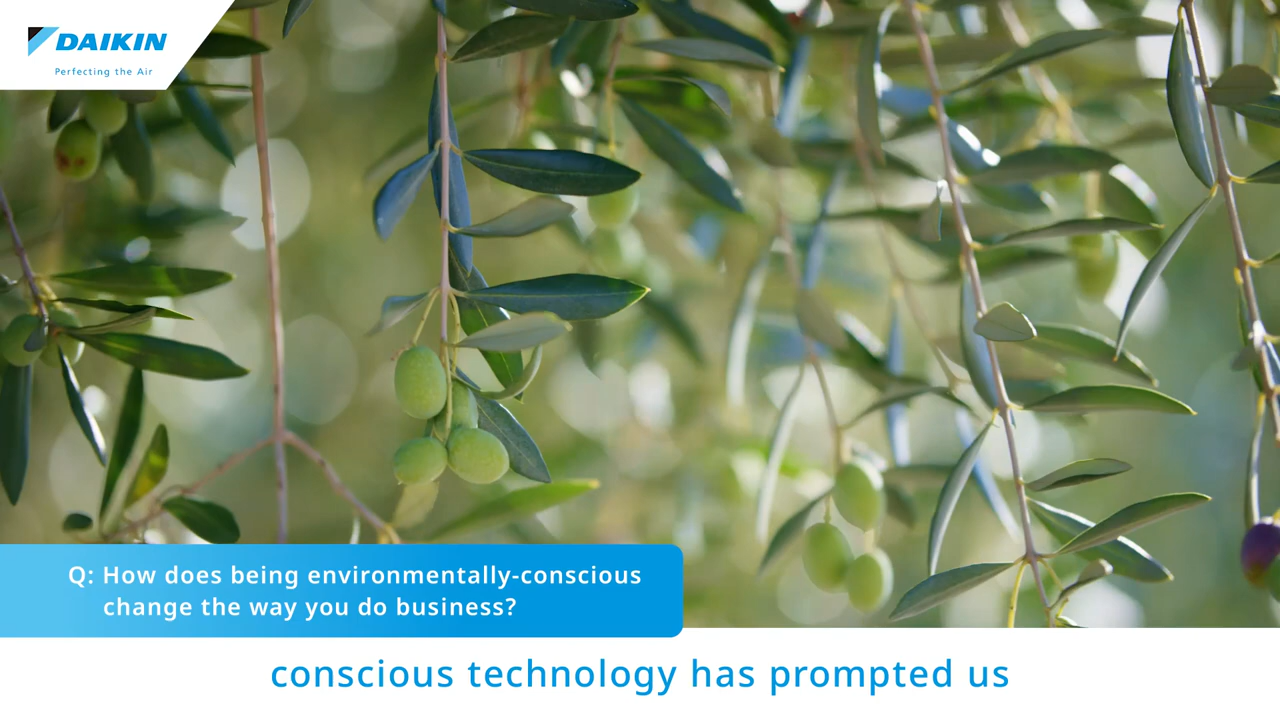 DAIKIN
Perfecting the Air
Q: How does being environmentally-conscious
change the way you do business?
conscious technology has prompted us